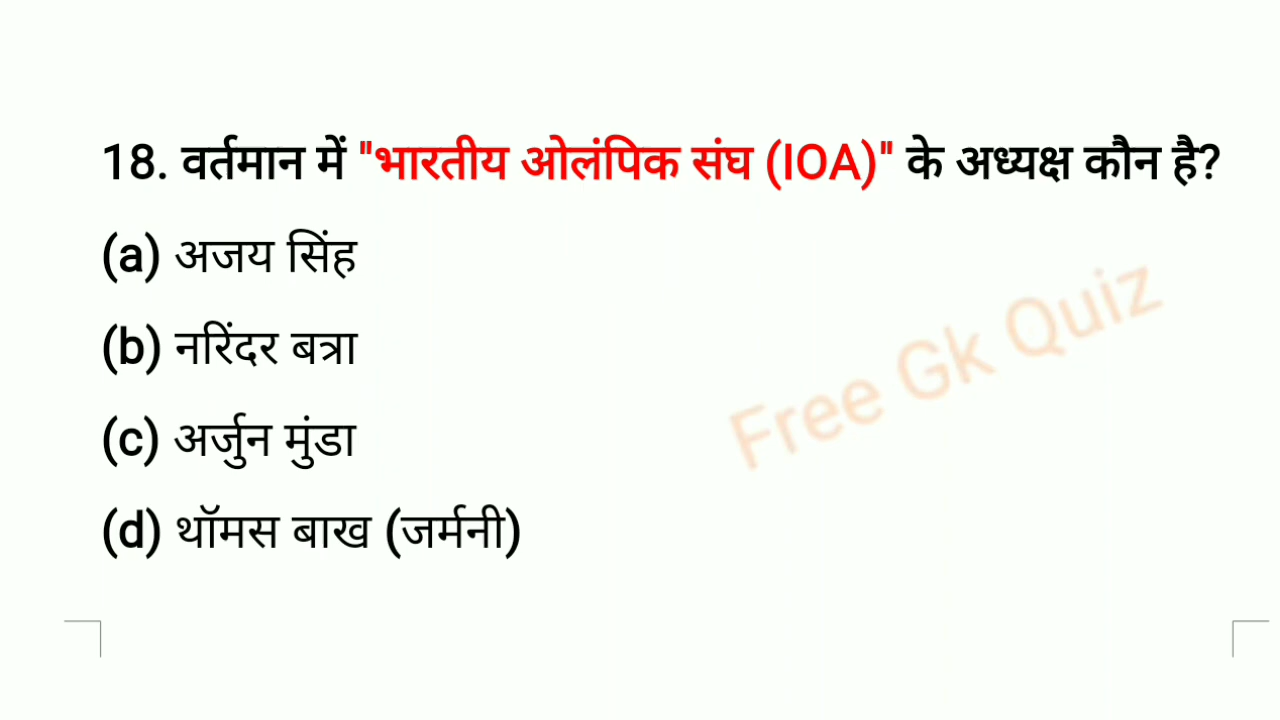 18. वर्तमान में "भारतीय ओलंपिक संघ (IOA)" के अध्यक्ष कौन है?
(a) अजय सिंह
(b) नरिंदर बत्रा
Free Gk Quiz
(c) अर्जुन मुंडा
(d) थॉमस बाख (जर्मनी)